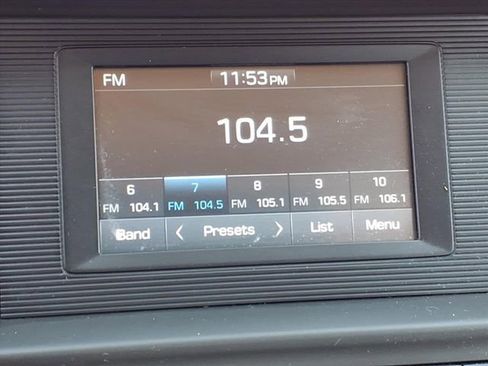 FM 11:53PM
104.5
6 7 8 9 10
FM 104.1 FM 104.5 FM 105.1 FM 105.5 FM 106.1
Band < Presets > List Menu